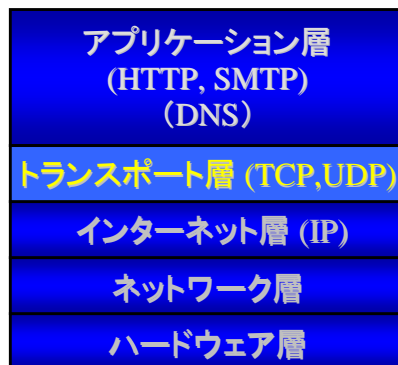 アプリケーション層
(HTTP, SMTP)
（DNS）
トランスポート層 (TCP,UDP)
インターネット層 (IP)
ネットワーク層
ハードウェア層